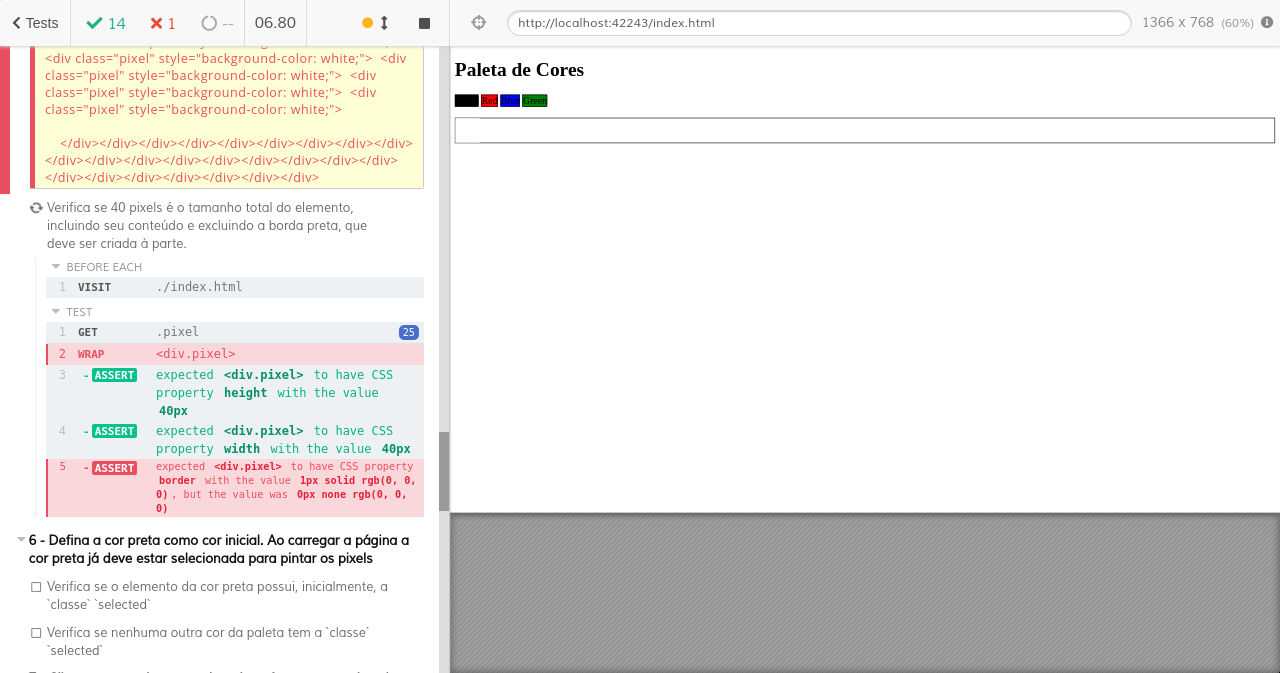 Tests
14
1
--
06.80
http://localhost:42243/index.html
1366 x 768 (60%)
<div class="pixel" style="background-color: white;"> <div
class="pixel" style="background-color: white;"> <div
class="pixel" style="background-color: white;"> <div
class="pixel" style="background-color: white;">
</div></div></div></div></div></div></div></div></div>
</div></div></div></div></div></div></div></div></div>
</div></div></div></div></div></div></div>
Verifica se 40 pixels é o tamanho total do elemento,
incluindo seu conteúdo e excluindo a borda preta, que
deve ser criada à parte.
BEFORE EACH
1 VISIT ./index.html
TEST
1 GET .pixel 25
2 WRAP <div.pixel>
3 -ASSERT expected <div.pixel> to have CSS
property height with the value
40px
4 -ASSERT expected <div.pixel> to have CSS
property width with the value 40px
5 -ASSERT expected <div.pixel> to have CSS property
border with the value 1px solid rgb(0, 0,
0), but the value was 0px none rgb(0, 0,
0)
6 - Defina a cor preta como cor inicial. Ao carregar a página a
cor preta já deve estar selecionada para pintar os pixels
Verifica se o elemento da cor preta possui, inicialmente, a
`classe` `selected`
Verifica se nenhuma outra cor da paleta tem a `classe`
`selected`
Paleta de Cores
Red Blue Green